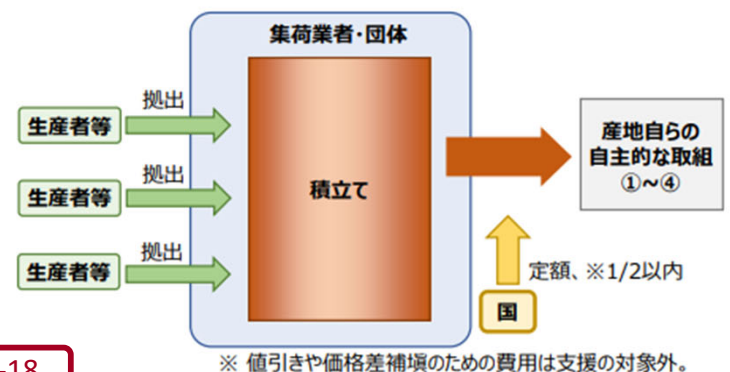 集荷業者・団体
拠出
生産者等
拠出
生産者等
拠出
生産者等
積立て
産地自らの
自主的な取組
①~④
定額、※1/2以内
国
※ 値引きや価格差補填のための費用は支援の対象外。
-18